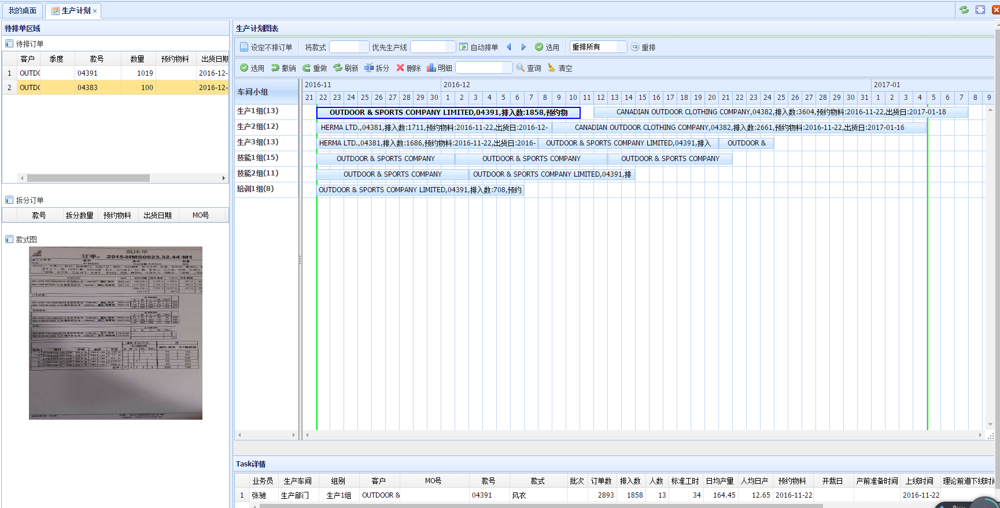 我的桌面
生产计划
待排单区域
待排订单
客户 季度 款号 数量 预约物料 出货日期
1 OUTDO 04391 1019 2016-12-
2 OUTDO 04383 100 2016-12-
拆分订单
款号 拆分数量 预约物料 出货日期 MO号
款式图
订单: 2015-HMS0023.32.44 M1
生产计划图表
设定不排订单 将款式 优先生产线 自动排单 选用 重排所有 重排
选用 撤销 重做 刷新 拆分 删除 明细 查询 清空
车间小组
2016-11 2016-12 2017-01
21 22 23 24 25 26 27 28 29 30 1 2 3 4 5 6 7 8 9 10 11 12 13 14 15 16 17 18 19 20 21 22 23 24 25 26 27 28 29 30 31 1 2 3 4 5 6 7 8 9
生产1组(13) OUTDOOR & SPORTS COMPANY LIMITED,04391,排入数:1858,预约物 CANADIAN OUTDOOR CLOTHING COMPANY,04382,排入数:3604,预约物料:2016-11-22,出货日:2017-01-18
生产2组(12) HERMA LTD.,04381,排入数:1711,预约物料:2016-11-22,出货日:2016-12- CANADIAN OUTDOOR CLOTHING COMPANY,04382,排入数:2661,预约物料:2016-11-22,出货日:2017-01-16
生产3组(13) HERMA LTD.,04381,排入数:1686,预约物料:2016-11-22,出货日:2016- OUTDOOR & SPORTS COMPANY LIMITED,04391,排入 OUTDOOR &
技能1组(15) OUTDOOR & SPORTS COMPANY OUTDOOR & SPORTS COMPANY OUTDOOR & SPORTS COMPANY
技能2组(11) OUTDOOR & SPORTS COMPANY OUTDOOR & SPORTS COMPANY LIMITED,04391,排
培训1组(8) OUTDOOR & SPORTS COMPANY LIMITED,04391,排入数:708,预约
Task详情
业务员 生产车间 组别 客户 MO号 款号 款式 批次 订单数 排入数 人数 标准工时 日均产量 人均日产 预约物料 开裁日 产前准备时间 上线时间 理论前道下线时间
1 张驰 生产部门 生产1组 OUTDOOR & 04391 风衣 2893 1858 13 34 164.45 12.65 2016-11-22 2016-11-22